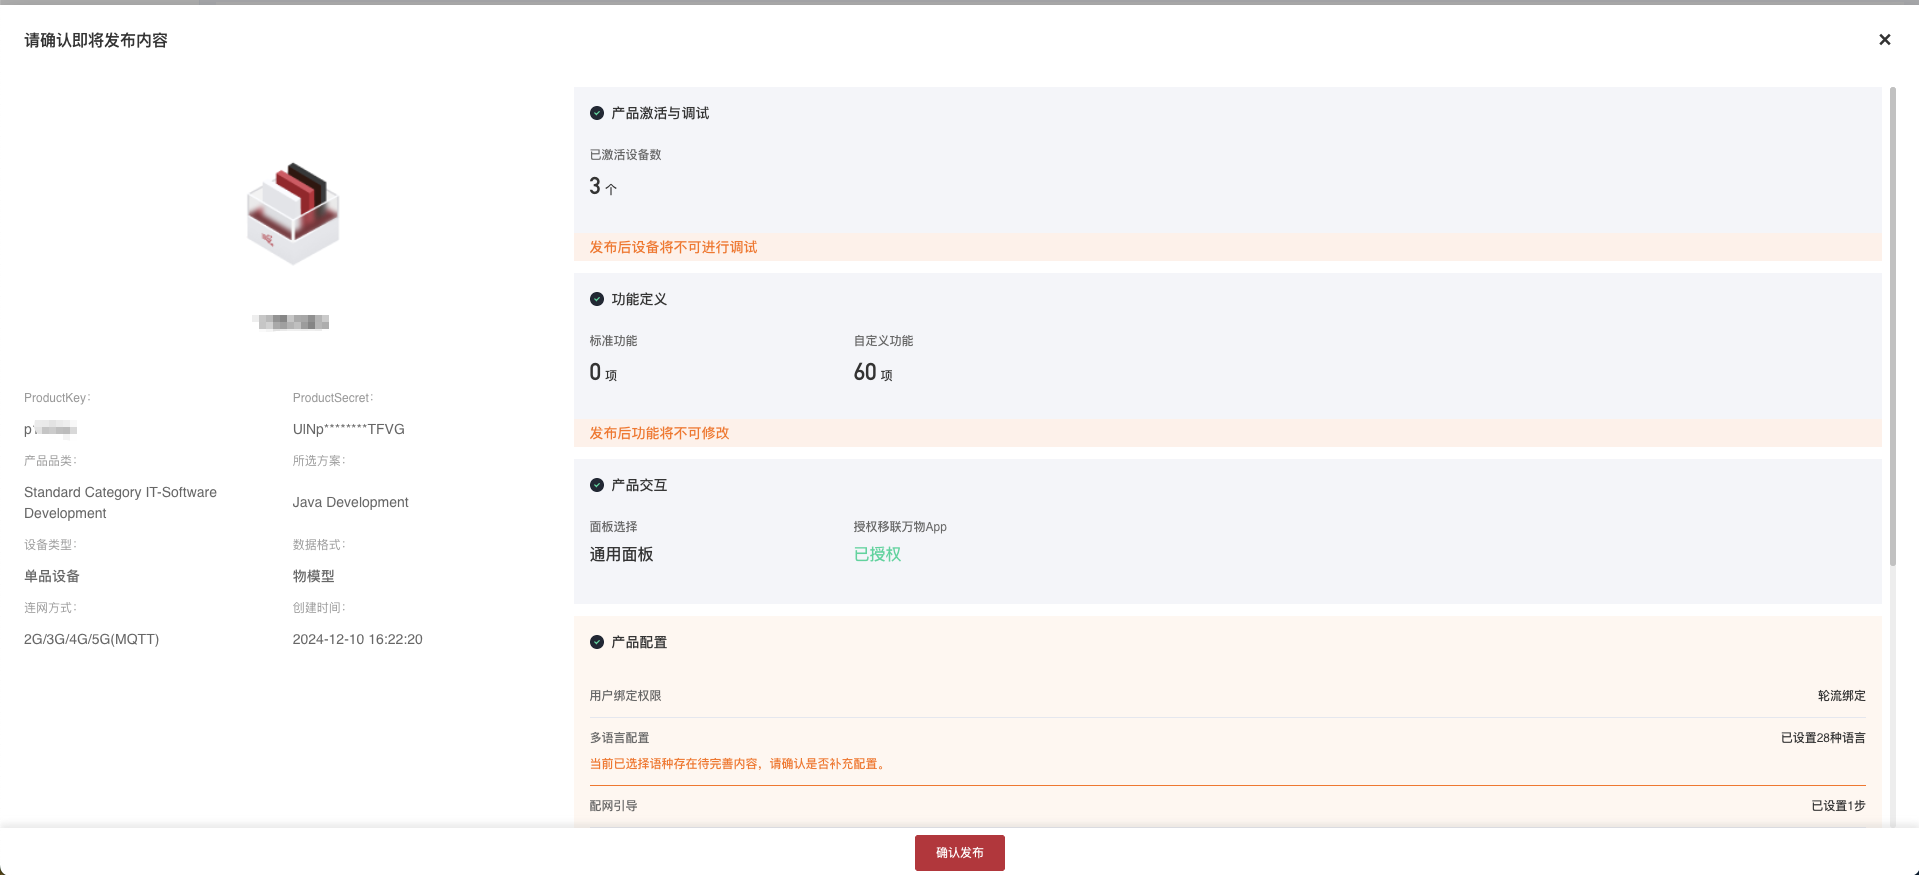 请确认即将发布内容
ProductKey:
ProductSecret:
UINp********TFVG
产品品类:
所选方案:
Standard Category IT-Software
Development
Java Development
设备类型:
数据格式:
单品设备
物模型
连网方式:
创建时间:
2G/3G/4G/5G(MQTT)
2024-12-10 16:22:20
产品激活与调试
已激活设备数
3 个
发布后设备将不可进行调试
功能定义
标准功能
自定义功能
0 项
60 项
发布后功能将不可修改
产品交互
面板选择
授权移联万物App
通用面板
已授权
产品配置
用户绑定权限
轮流绑定
多语言配置
已设置28种语言
当前已选择语种存在待完善内容，请确认是否补充配置。
配网引导
已设置1步
确认发布